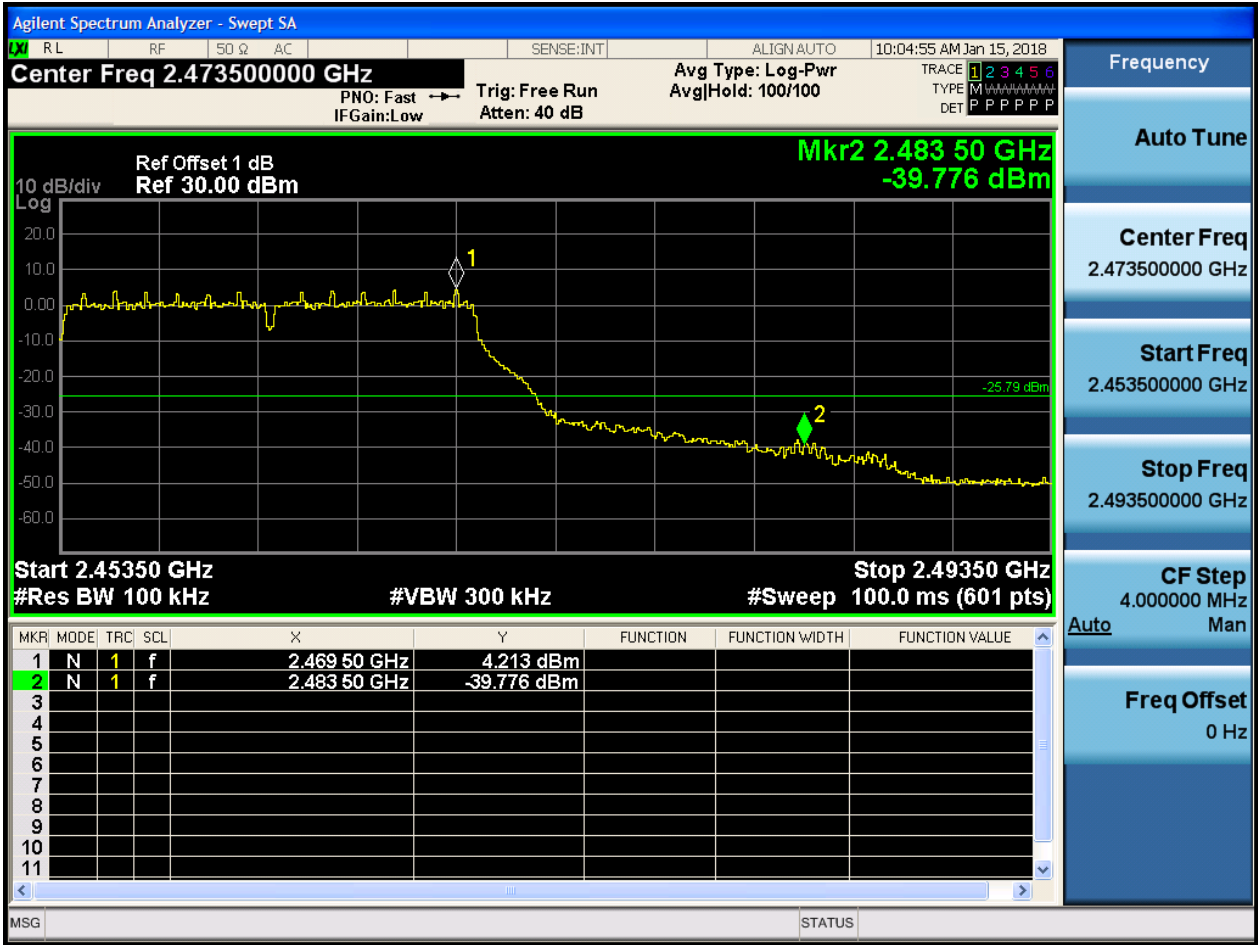 Agilent Spectrum Analyzer - Swept SA
LXI RL RF 50 Ω AC SENSE:INT ALIGNAUTO 10:04:55 AM Jan 15, 2018
Center Freq 2.473500000 GHz
PNO: Fast
IFGain:Low
Trig: Free Run
Atten: 40 dB
Avg Type: Log-Pwr
Avg|Hold: 100/100
TRACE 1 2 3 4 5 6
TYPE M WWWWW
DET P P P P P P
Frequency
Auto Tune
Center Freq
2.473500000 GHz
Start Freq
2.453500000 GHz
Stop Freq
2.493500000 GHz
CF Step
4.000000 MHz
Auto Man
Freq Offset
0 Hz
Mkr2 2.483 50 GHz
-39.776 dBm
Ref Offset 1 dB
10 dB/div Ref 30.00 dBm
Log
20.0
10.0
0.00
-10.0
-20.0
-30.0
-40.0
-50.0
-60.0
1
2
-25.79 dBm
Start 2.45350 GHz Stop 2.49350 GHz
#Res BW 100 kHz #VBW 300 kHz #Sweep 100.0 ms (601 pts)
MKR MODE TRC SCL X Y FUNCTION FUNCTION WIDTH FUNCTION VALUE
1 N 1 f 2.469 50 GHz 4.213 dBm
2 N 1 f 2.483 50 GHz -39.776 dBm
3
4
5
6
7
8
9
10
11
MSG STATUS